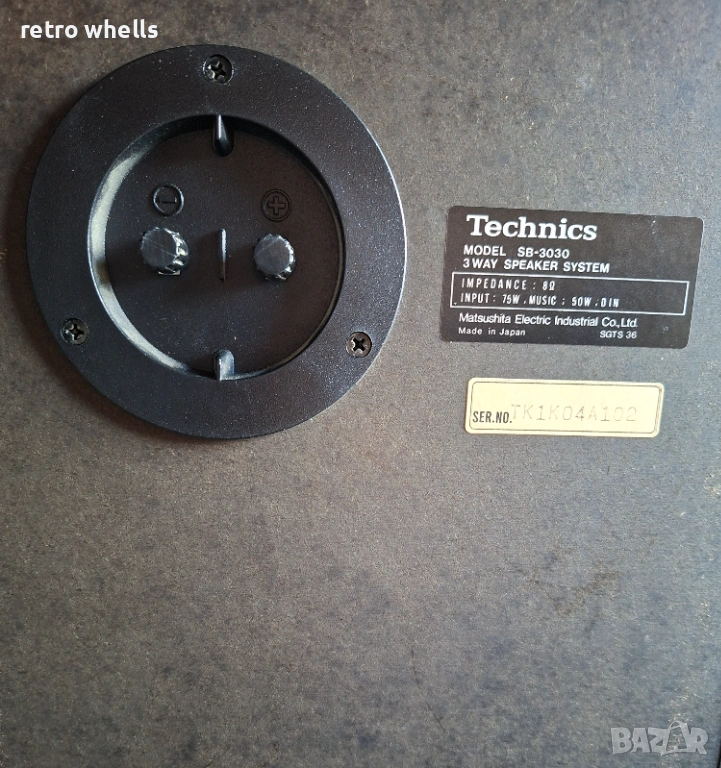 retro whells
Technics
MODEL SB-3030
3 WAY SPEAKER SYSTEM
IMPEDANCE : 8Ω
INPUT : 75W . MUSIC ; 50W . DIN
Matsushita Electric Industrial Co., Ltd.
Made in Japan SGTS 36
SER.NO. TK1K04A102
BAZAR